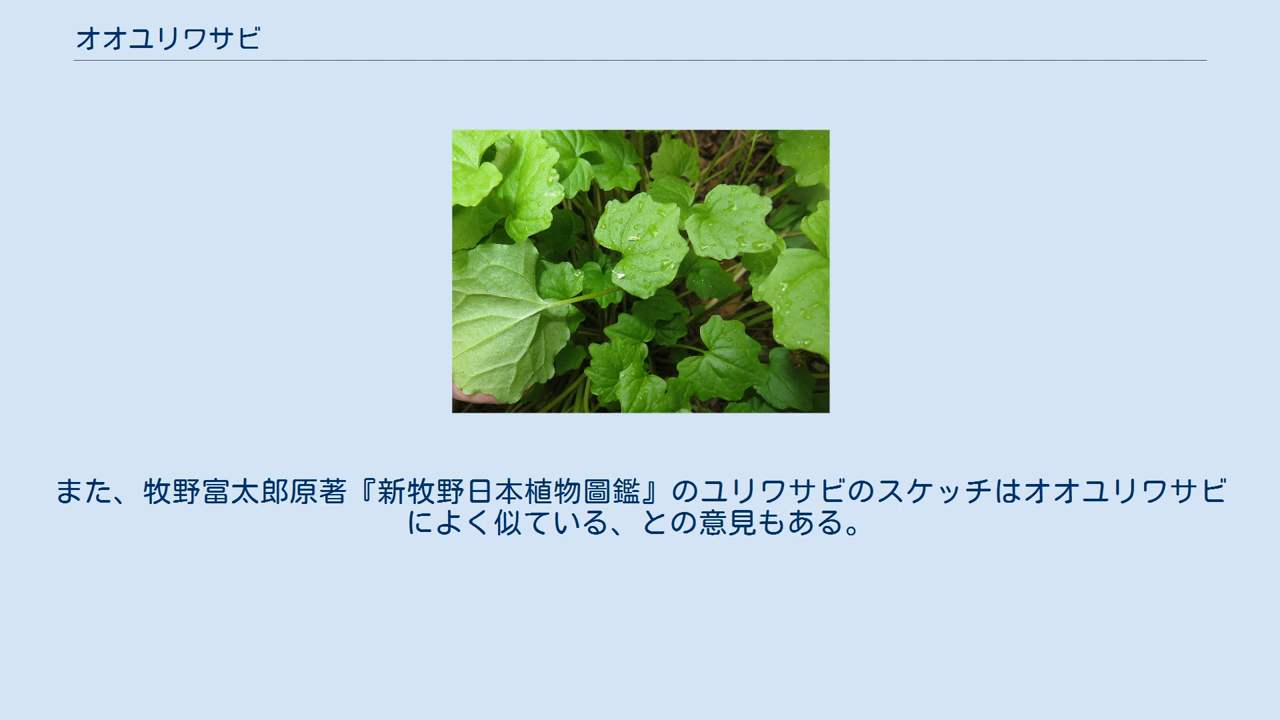 オオユリワサビ
また、牧野富太郎原著『新牧野日本植物圖鑑』のユリワサビのスケッチはオオユリワサビ
によく似ている、との意見もある。